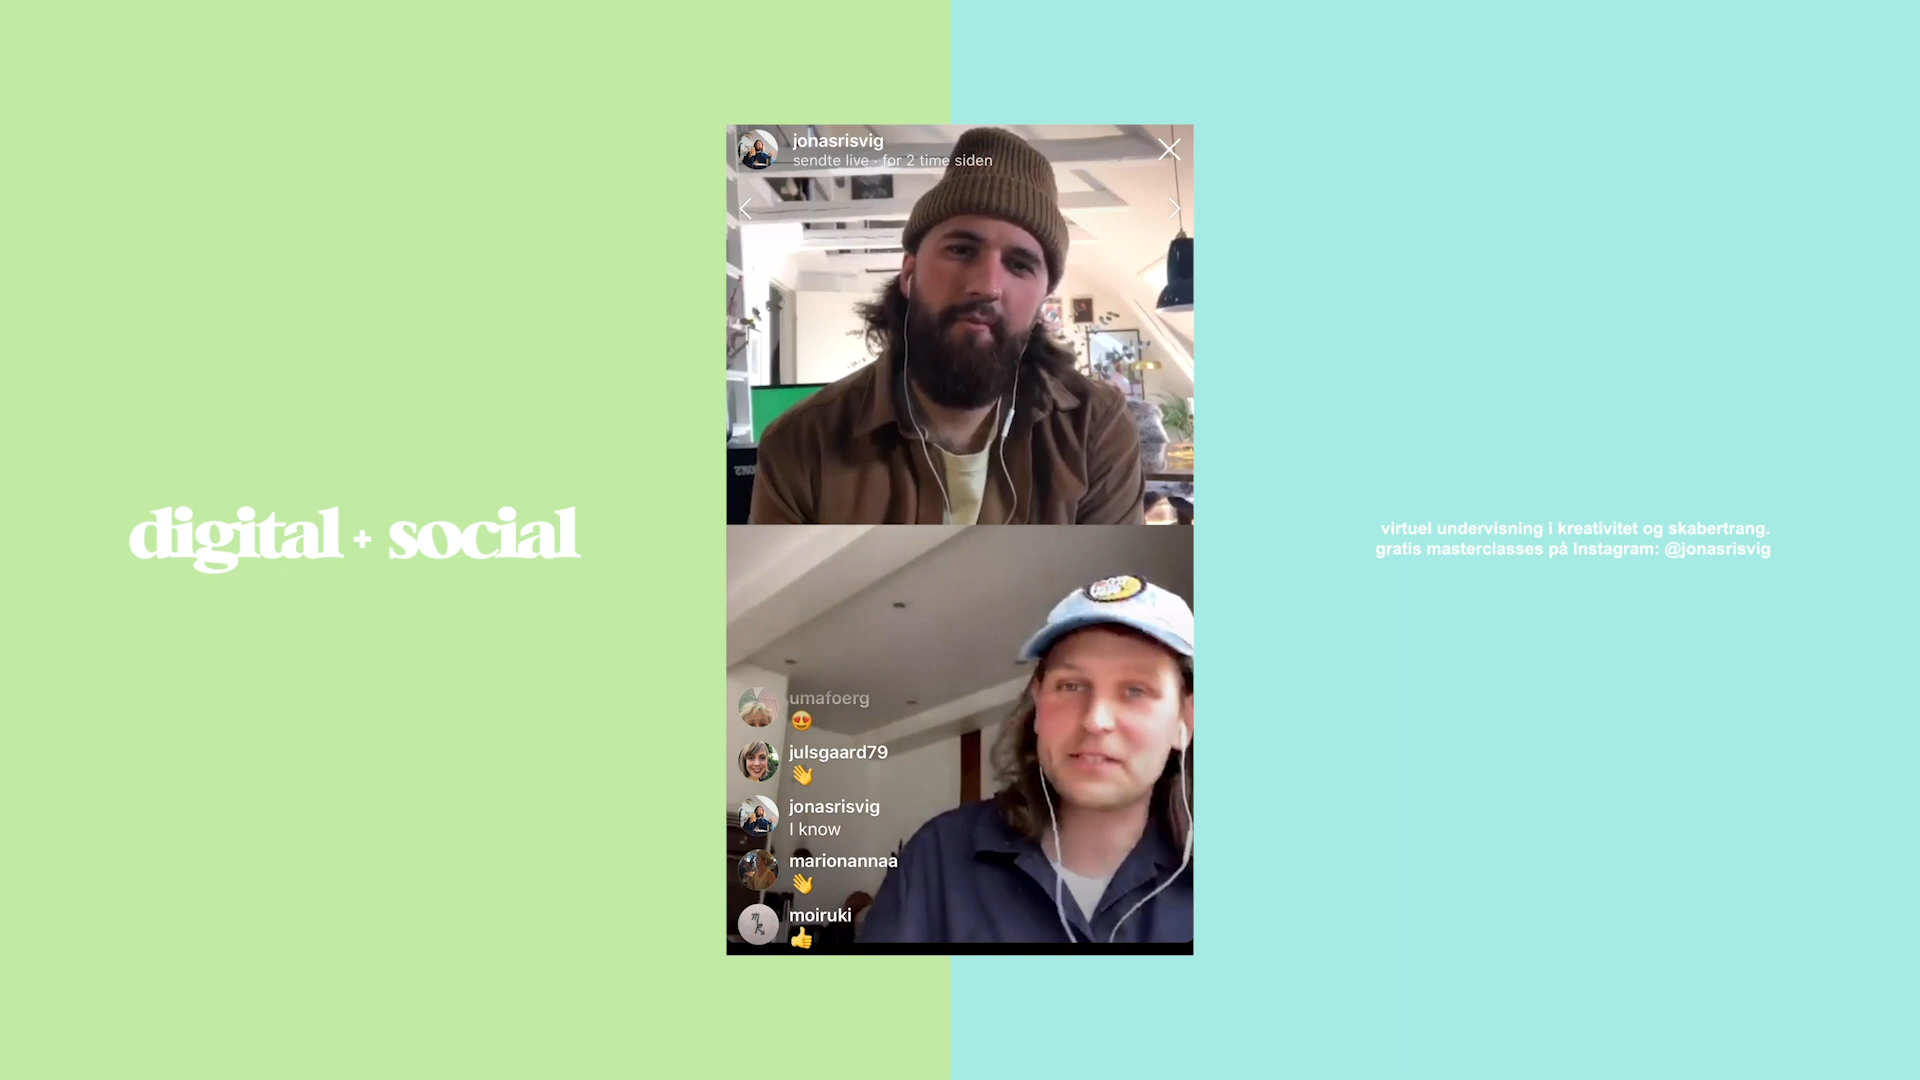 jonasrisvig
sendte live · for 2 time siden
digital + social
virtuel undervisning i kreativitet og skabertrang.
gratis masterclasses på Instagram: @jonasrisvig
umafoerg
😍
julsgaard79
👋
jonasrisvig
I know
marionannaa
👋
moiruki
👍